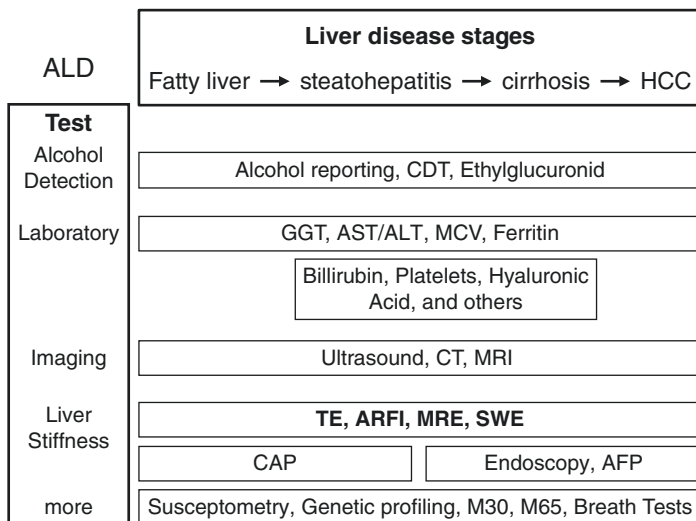 ALD
Liver disease stages
Fatty liver → steatohepatitis → cirrhosis → HCC
Test
Alcohol
Detection
Alcohol reporting, CDT, Ethylglucuronid
Laboratory
GGT, AST/ALT, MCV, Ferritin
Billirubin, Platelets, Hyaluronic
Acid, and others
Imaging
Ultrasound, CT, MRI
Liver
Stiffness
TE, ARFI, MRE, SWE
CAP
Endoscopy, AFP
more
Susceptometry, Genetic profiling, M30, M65, Breath Tests